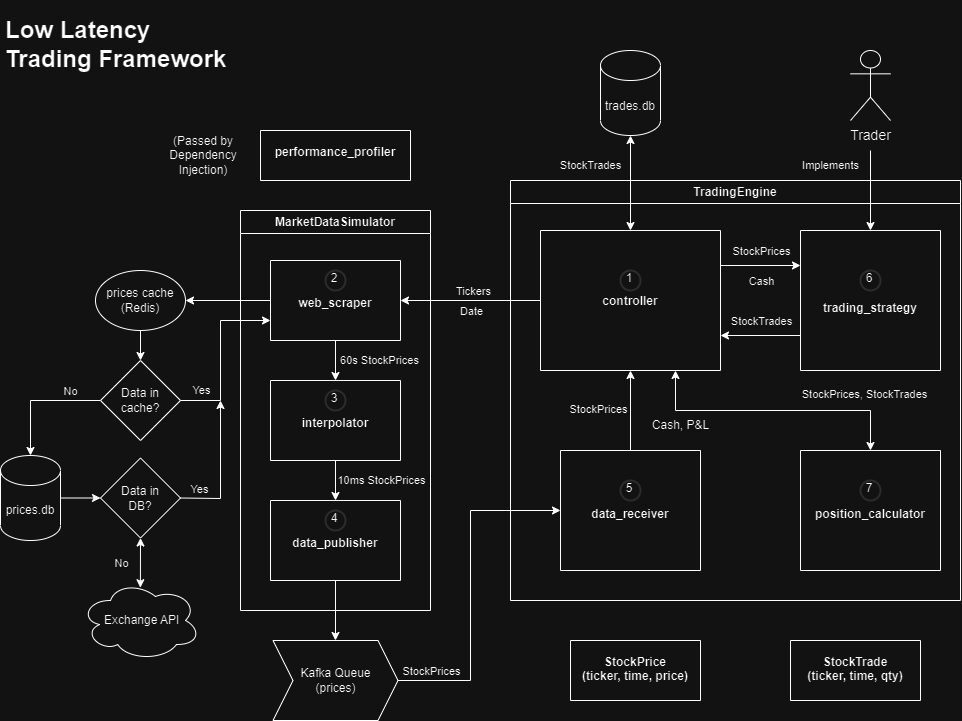 Low Latency
Trading Framework
trades.db
Trader
(Passed by
Dependency
Injection)
performance_profiler
StockTrades
Implements
TradingEngine
MarketDataSimulator
1
controller
StockPrices
Cash
StockTrades
6
trading_strategy
2
web_scraper
Tickers
Date
prices cache
(Redis)
60s StockPrices
Data in
cache?
No
Yes
3
interpolator
StockPrices
Cash, P&L
StockPrices, StockTrades
10ms StockPrices
prices.db
Data in
DB?
Yes
No
4
data_publisher
5
data_receiver
7
position_calculator
Exchange API
Kafka Queue
(prices)
StockPrices
StockPrice
(ticker, time, price)
StockTrade
(ticker, time, qty)